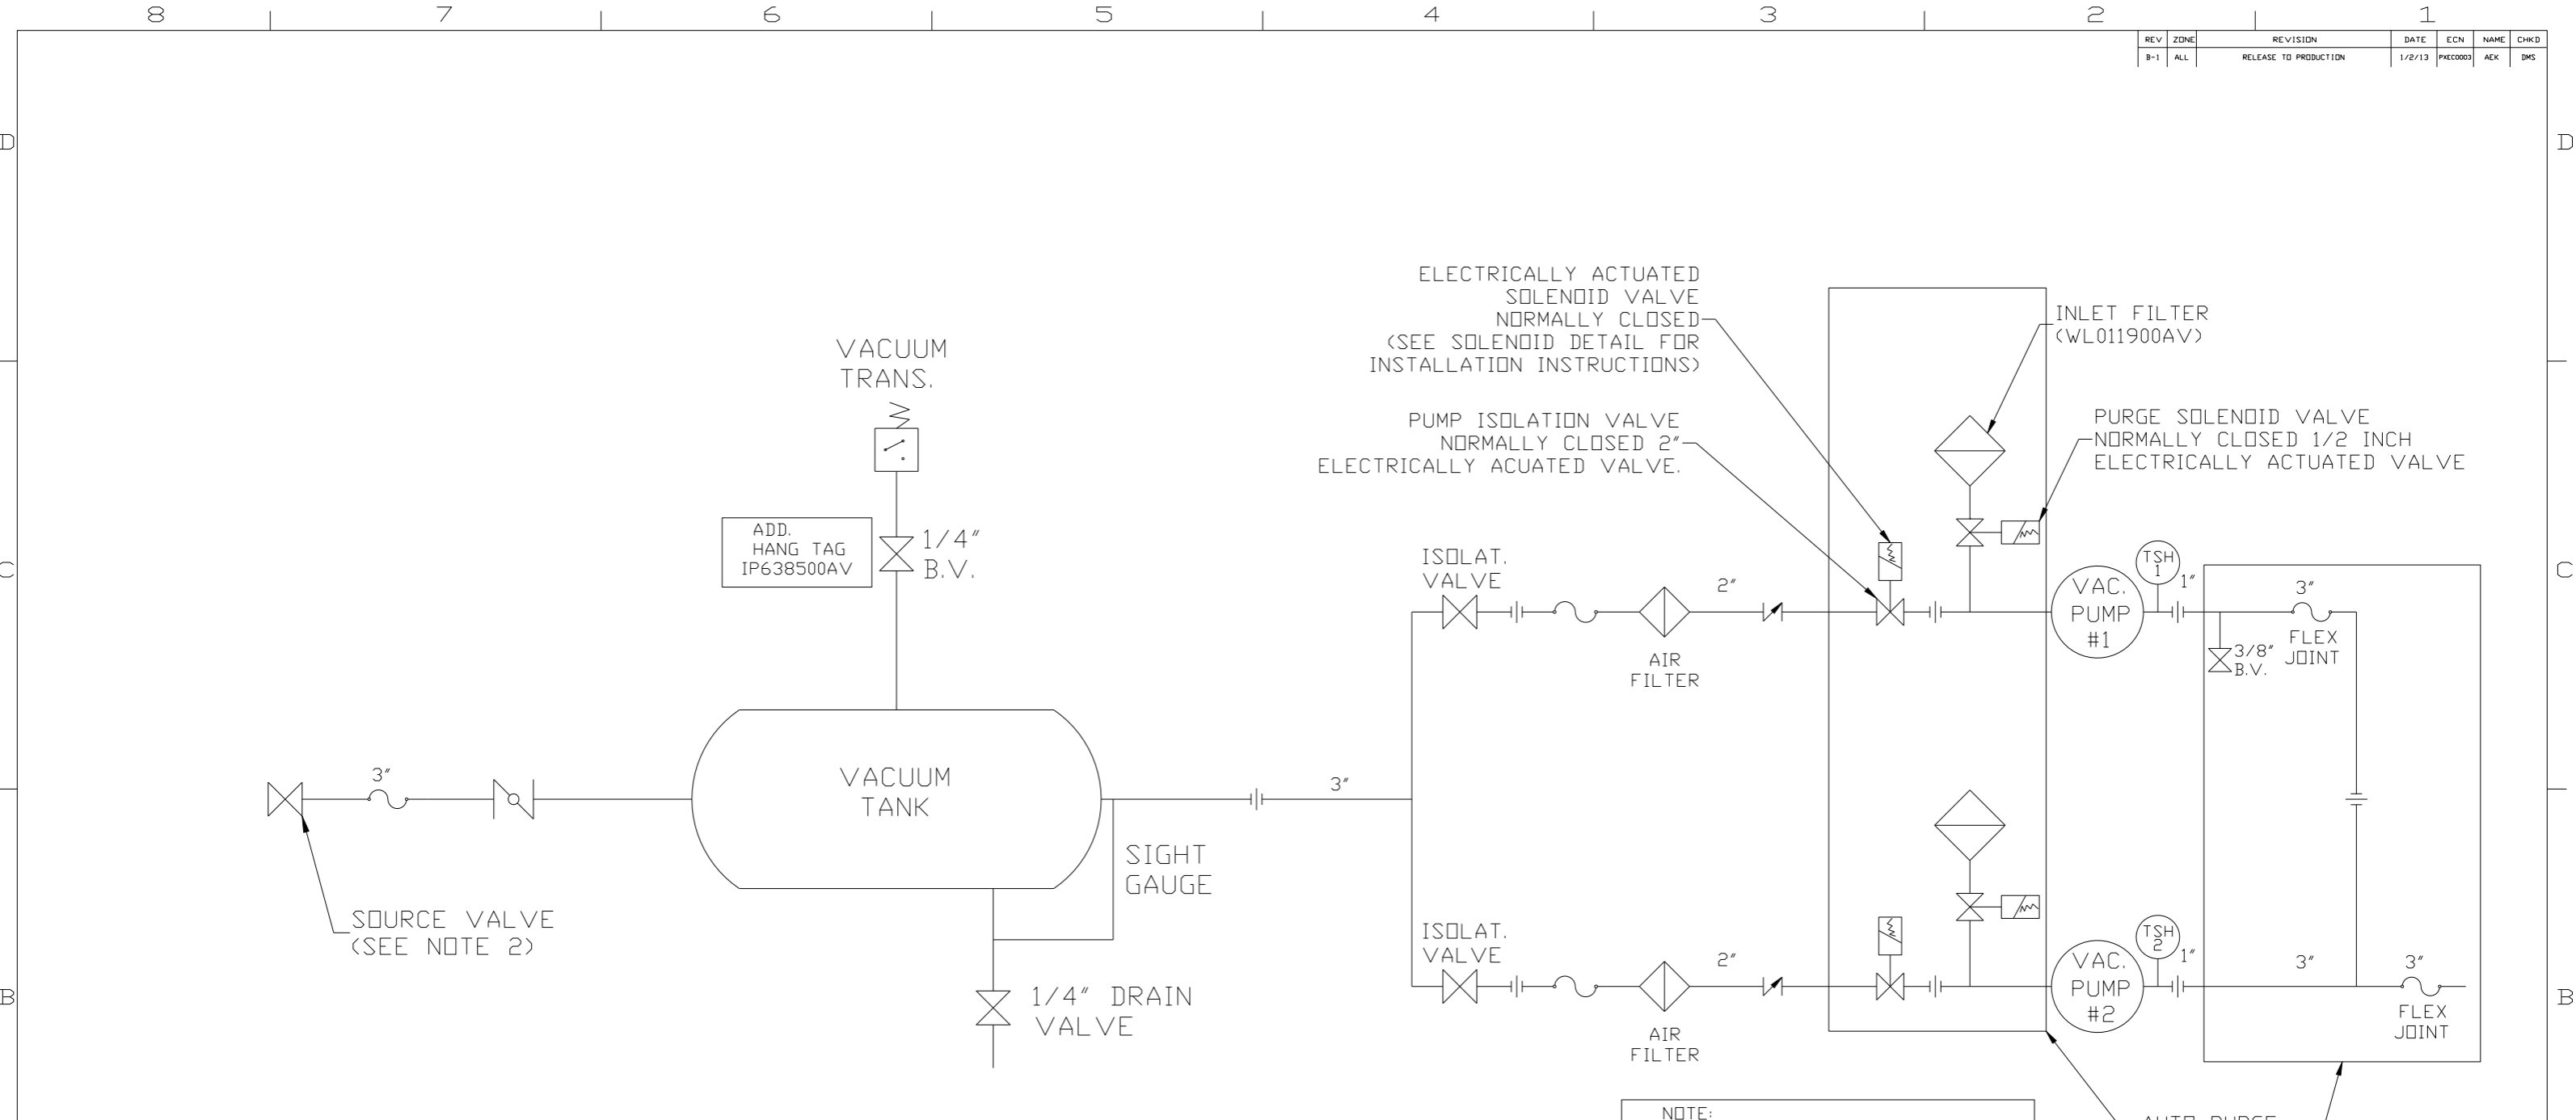 8 7 6 5 4 3 2 1
REV ZONE REVISION DATE ECN NAME CHKD
B-1 ALL RELEASE TO PRODUCTION 1/2/13 PXEC0003 AEK DMS
D D
ELECTRICALLY ACTUATED
SOLENOID VALVE
NORMALLY CLOSED
(SEE SOLENOID DETAIL FOR
INSTALLATION INSTRUCTIONS)
INLET FILTER
(WL011900AV)
VACUUM
TRANS.
PUMP ISOLATION VALVE
NORMALLY CLOSED 2"
ELECTRICALLY ACUATED VALVE.
PURGE SOLENOID VALVE
NORMALLY CLOSED 1/2 INCH
ELECTRICALLY ACTUATED VALVE
ADD.
HANG TAG
IP638500AV
1/4"
B.V.
C C
ISOLAT.
VALVE
2"
AIR
FILTER
VAC.
PUMP
#1
TSH
1
1"
3/8"
B.V.
3"
FLEX
JOINT
3"
VACUUM
TANK
3"
SIGHT
GAUGE
SOURCE VALVE
(SEE NOTE 2)
1/4" DRAIN
VALVE
B B
ISOLAT.
VALVE
2"
AIR
FILTER
VAC.
PUMP
#2
TSH
2
1"
3"
3"
FLEX
JOINT
NOTE:
AUTO PURGE